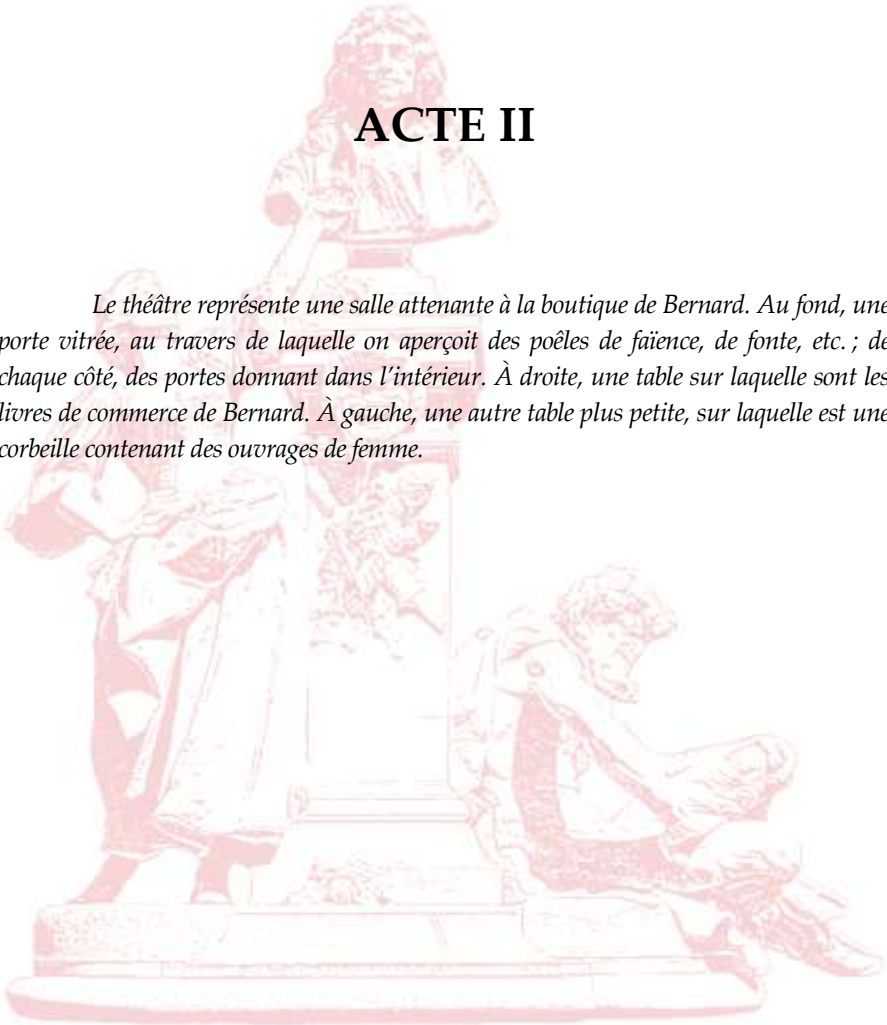 ACTE II
Le théâtre représente une salle attenante à la boutique de Bernard. Au fond, une
porte vitrée, au travers de laquelle on aperçoit des poêles de faïence, de fonte, etc. ; de
chaque côté, des portes donnant dans l’intérieur. À droite, une table sur laquelle sont les
livres de commerce de Bernard. À gauche, une autre table plus petite, sur laquelle est une
corbeille contenant des ouvrages de femme.